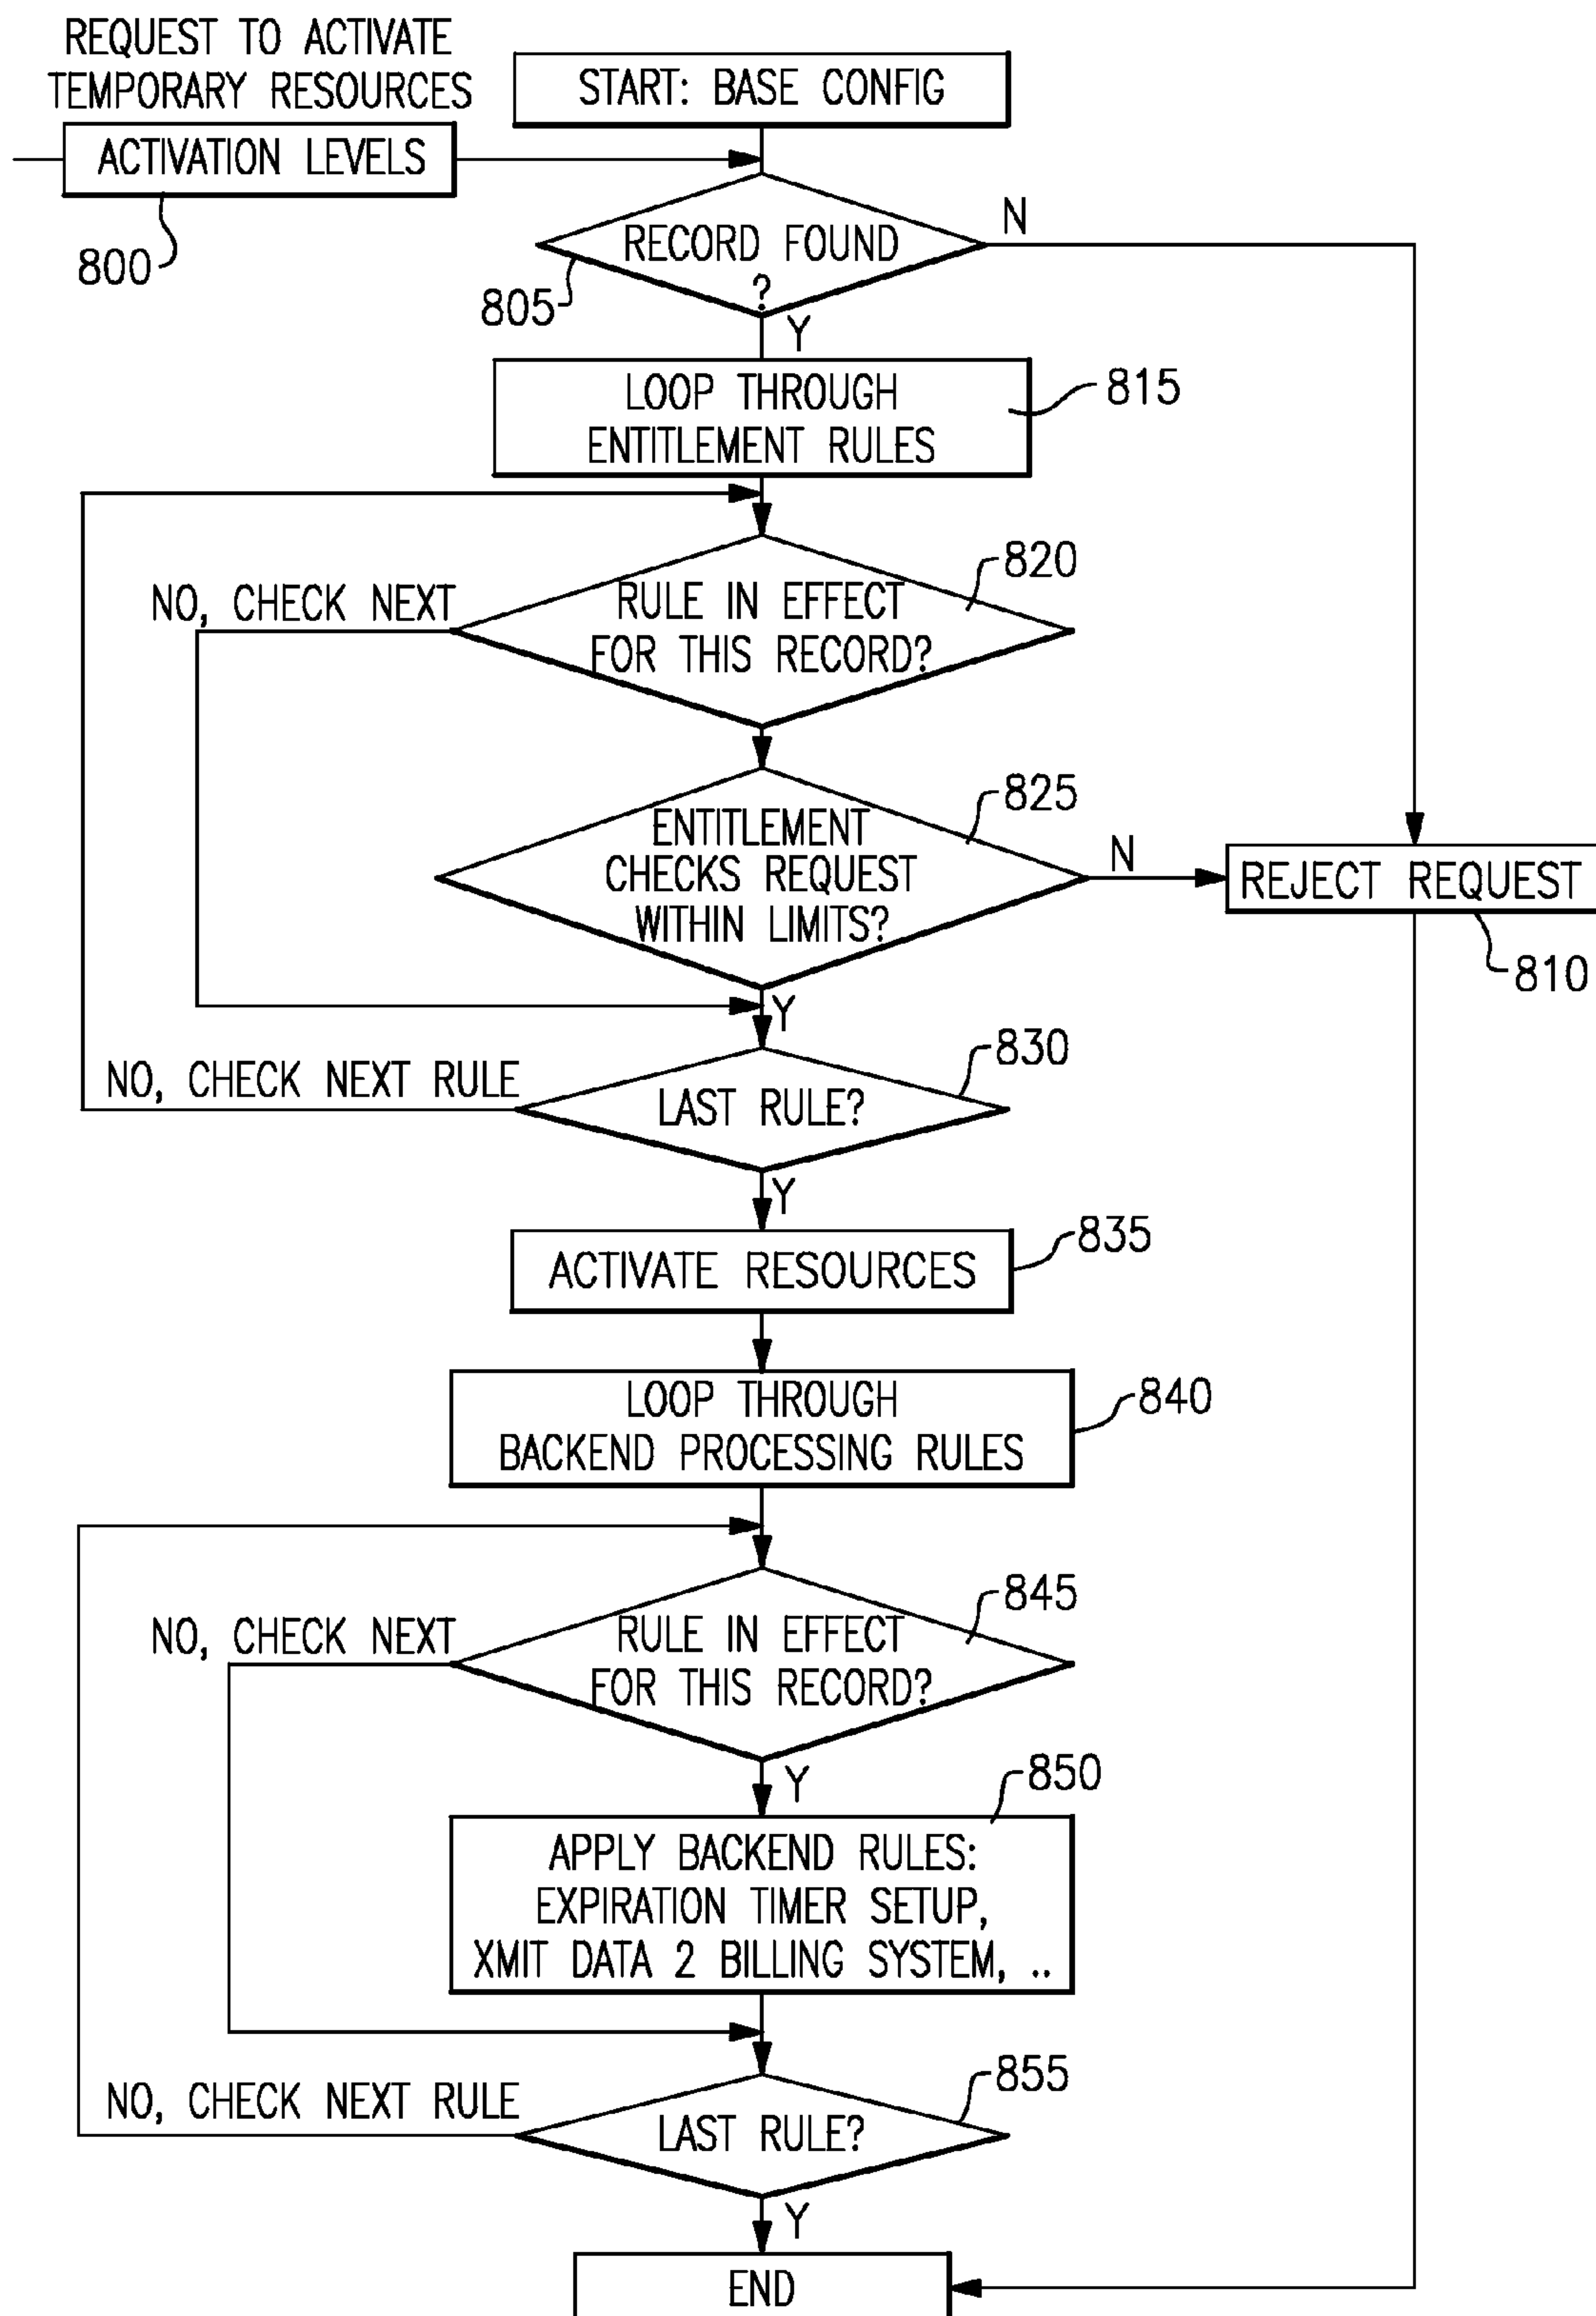 REQUEST TO ACTIVATE
TEMPORARY RESOURCES
START: BASE CONFIG
ACTIVATION LEVELS
800
RECORD FOUND
?
N
805
Y
LOOP THROUGH
ENTITLEMENT RULES
815
820
NO, CHECK NEXT
RULE IN EFFECT
FOR THIS RECORD?
825
ENTITLEMENT
CHECKS REQUEST
WITHIN LIMITS?
N
REJECT REQUEST
810
Y
830
NO, CHECK NEXT RULE
LAST RULE?
Y
835
ACTIVATE RESOURCES
840
LOOP THROUGH
BACKEND PROCESSING RULES
845
NO, CHECK NEXT
RULE IN EFFECT
FOR THIS RECORD?
Y
850
APPLY BACKEND RULES:
EXPIRATION TIMER SETUP,
XMIT DATA 2 BILLING SYSTEM, ..
855
NO, CHECK NEXT RULE
LAST RULE?
Y
END